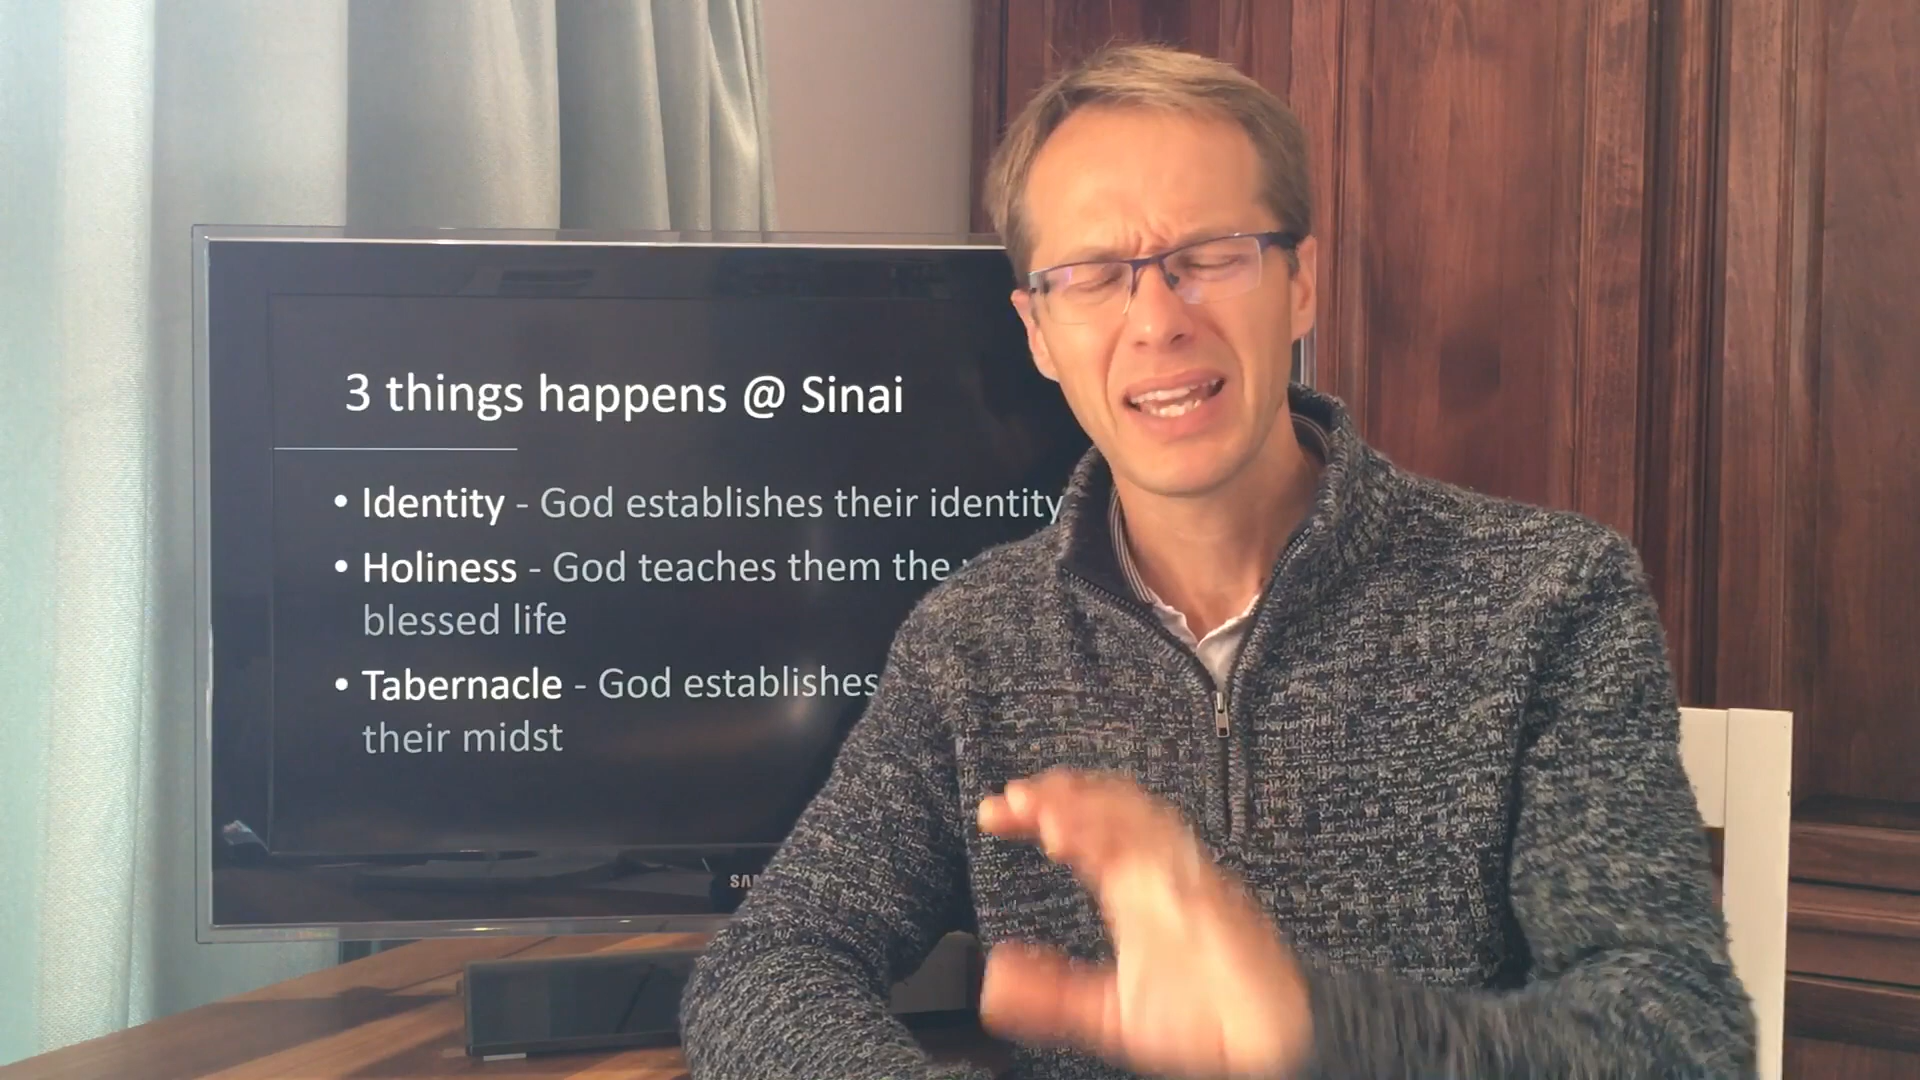 3 things happens @ Sinai
• Identity - God establishes their identity
• Holiness - God teaches them the
blessed life
• Tabernacle - God establishes
their midst